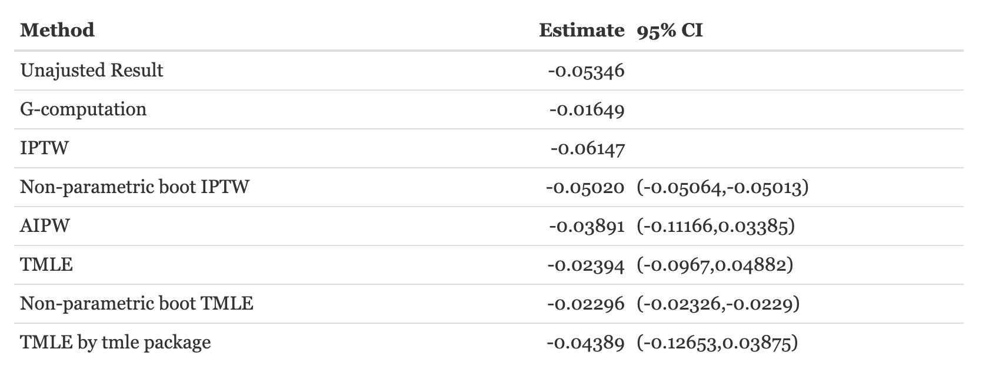 Method Estimate 95% CI
Unajusted Result -0.05346
G-computation -0.01649
IPTW -0.06147
Non-parametric boot IPTW -0.05020 (-0.05064,-0.05013)
AIPW -0.03891 (-0.11166,0.03385)
TMLE -0.02394 (-0.0967,0.04882)
Non-parametric boot TMLE -0.02296 (-0.02326,-0.0229)
TMLE by tmle package -0.04389 (-0.12653,0.03875)